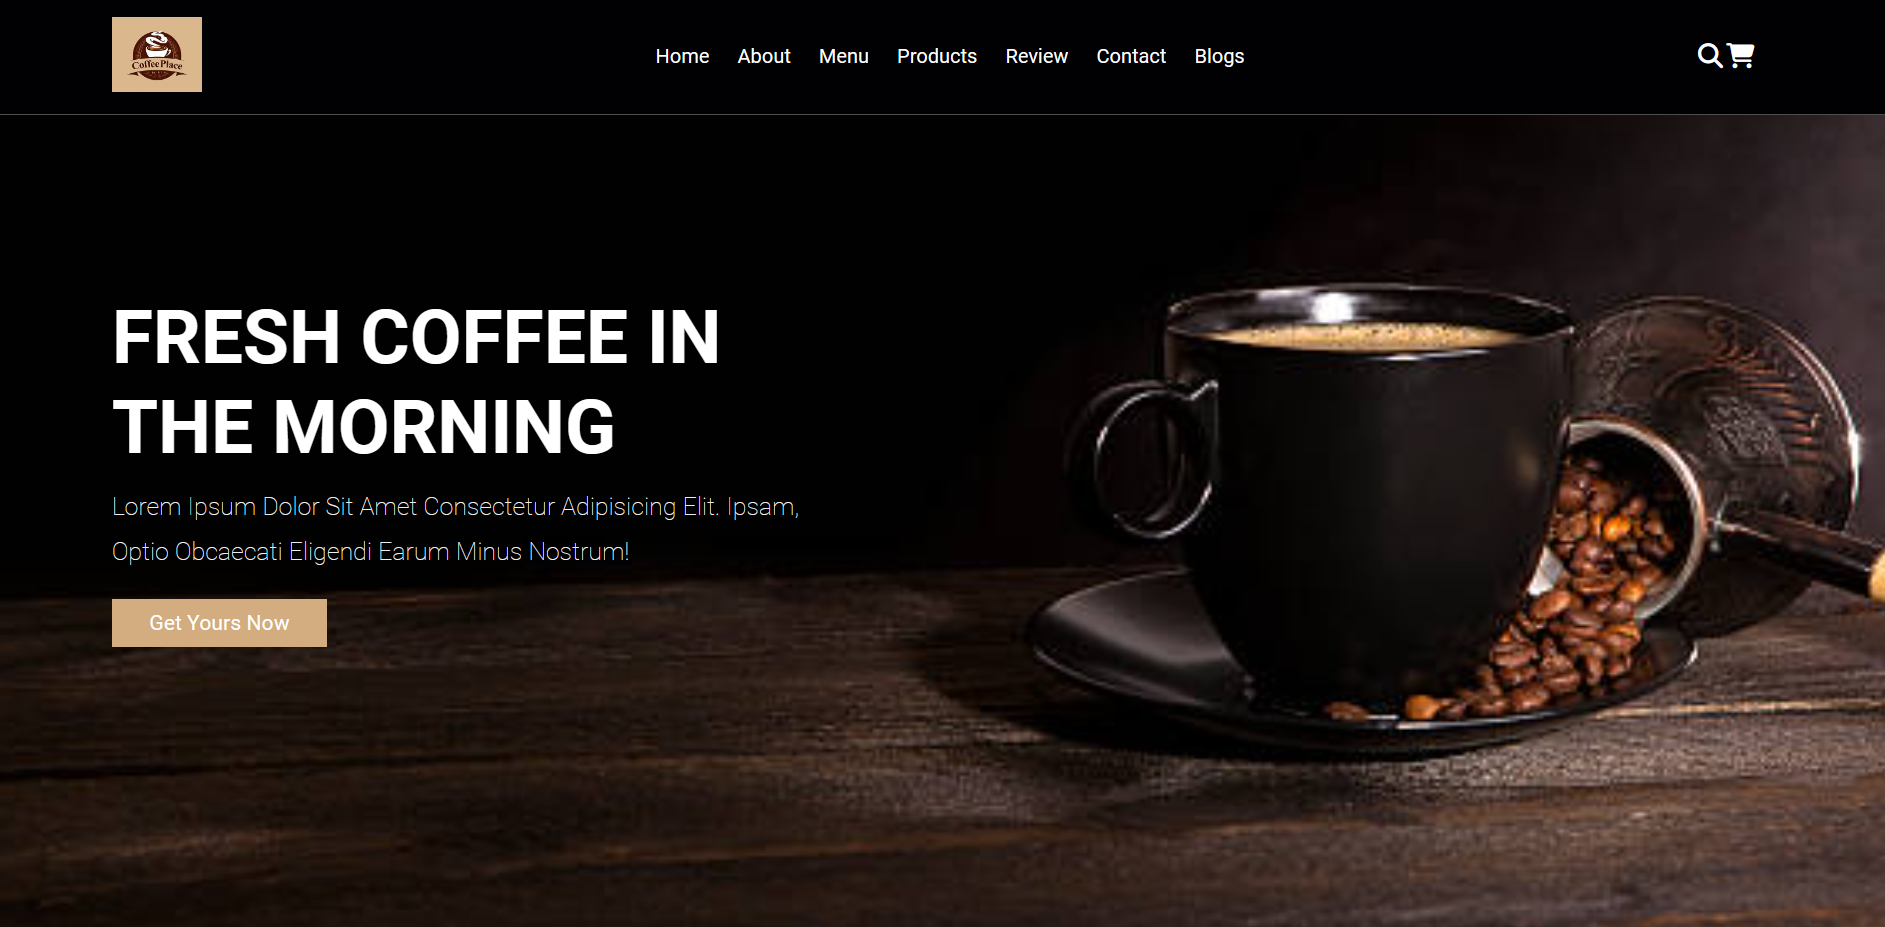 Coffee Place
Home About Menu Products Review Contact Blogs
FRESH COFFEE IN
THE MORNING
Lorem Ipsum Dolor Sit Amet Consectetur Adipisicing Elit. Ipsam,
Optio Obcaecati Eligendi Earum Minus Nostrum!
Get Yours Now